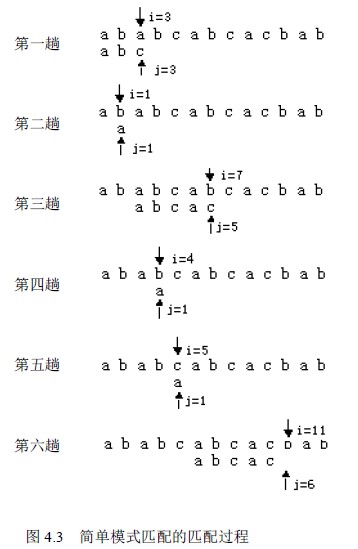 i=3
第一趟 a b a b c a b c a c b a b
a b c
j=3
i=1
第二趟 a b a b c a b c a c b a b
a
j=1
i=7
第三趟 a b a b c a b c a c b a b
a b c a c
j=5
i=4
第四趟 a b a b c a b c a c b a b
a
j=1
i=5
第五趟 a b a b c a b c a c b a b
a
j=1
i=11
第六趟 a b a b c a b c a c b a b
a b c a c
j=6
图 4.3 简单模式匹配的匹配过程